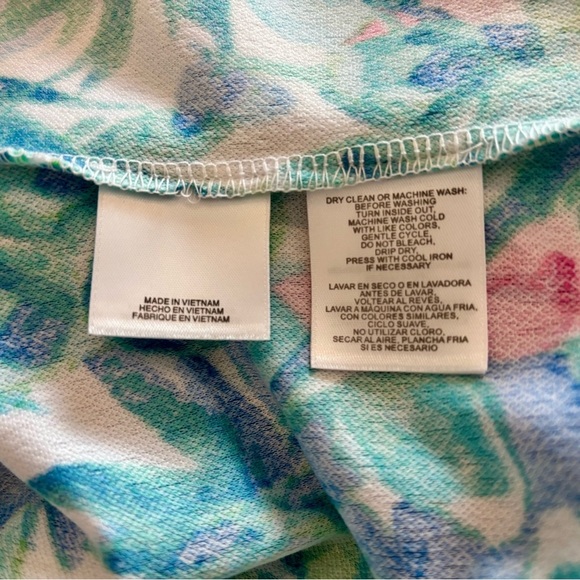 MADE IN VIETNAM
HECHO EN VIETNAM
FABRIQUE EN VIETNAM
DRY CLEAN OR MACHINE WASH:
BEFORE WASHING
TURN INSIDE OUT,
MACHINE WASH COLD
WITH LIKE COLORS,
GENTLE CYCLE,
DO NOT BLEACH,
DRIP DRY,
PRESS WITH COOL IRON
IF NECESSARY
LAVAR EN SECO O EN LAVADORA
ANTES DE LAVAR,
VOLTEAR AL REVES,
LAVAR A MAQUINA CON AGUA FRIA,
CON COLORES SIMILARES,
CICLO SUAVE,
NO UTILIZAR CLORO,
SECAR AL AIRE, PLANCHA FRIA
SI ES NECESARIO